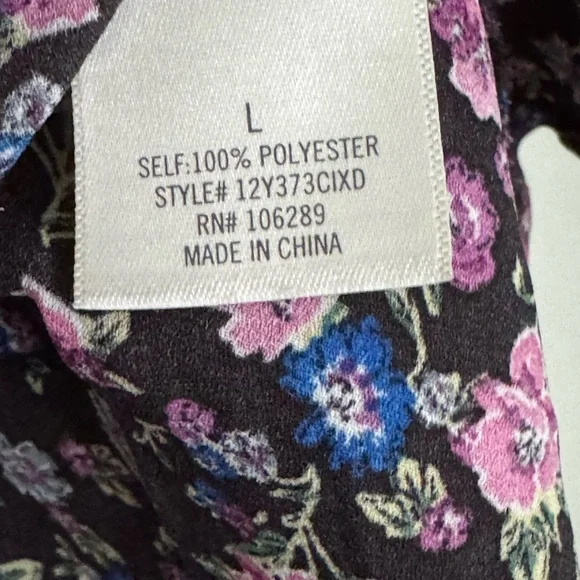 L
SELF:100% POLYESTER
STYLE# 12Y373CIXD
RN# 106289
MADE IN CHINA